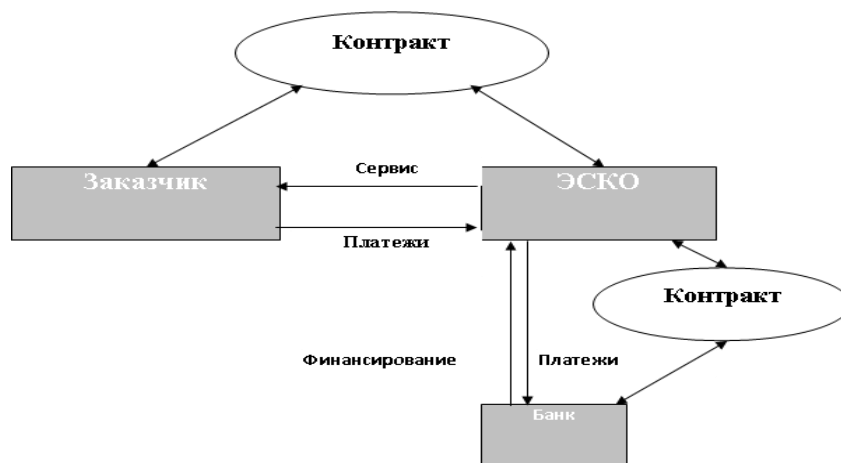 Контракт
Заказчик
Сервис
ЭСКО
Платежи
Контракт
Финансирование
Платежи
Банк